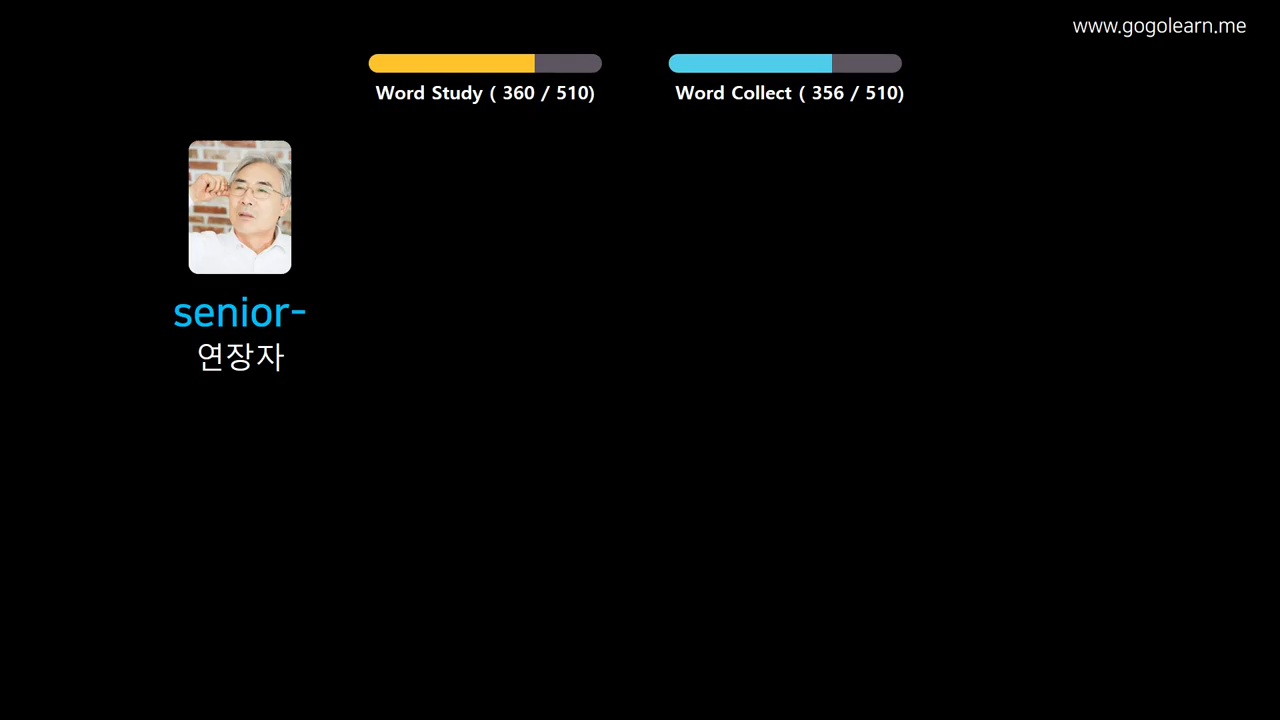 www.gogolearn.me
Word Study ( 360 / 510)
Word Collect ( 356 / 510)
senior-
연장자